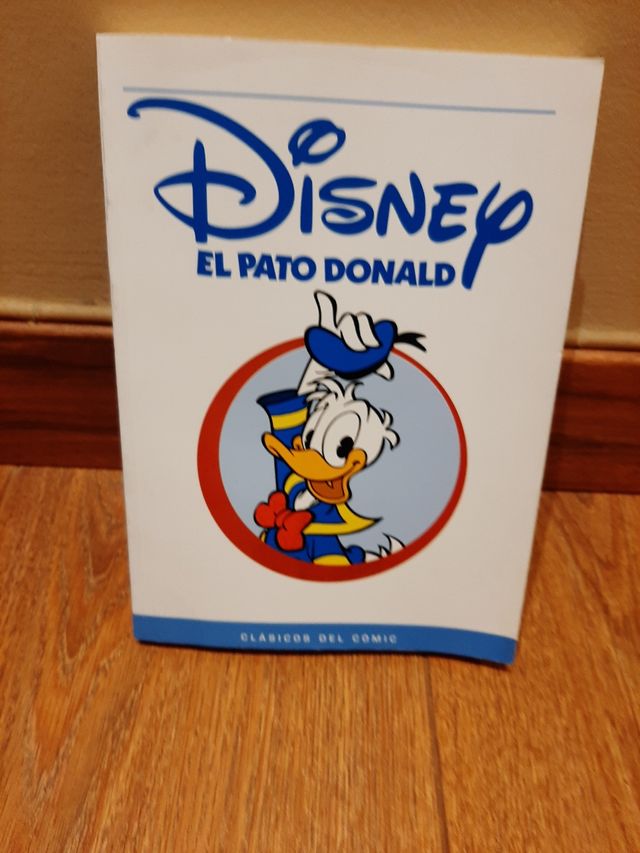 DISNEY
EL PATO DONALD
CLASICOS DEL COMIC